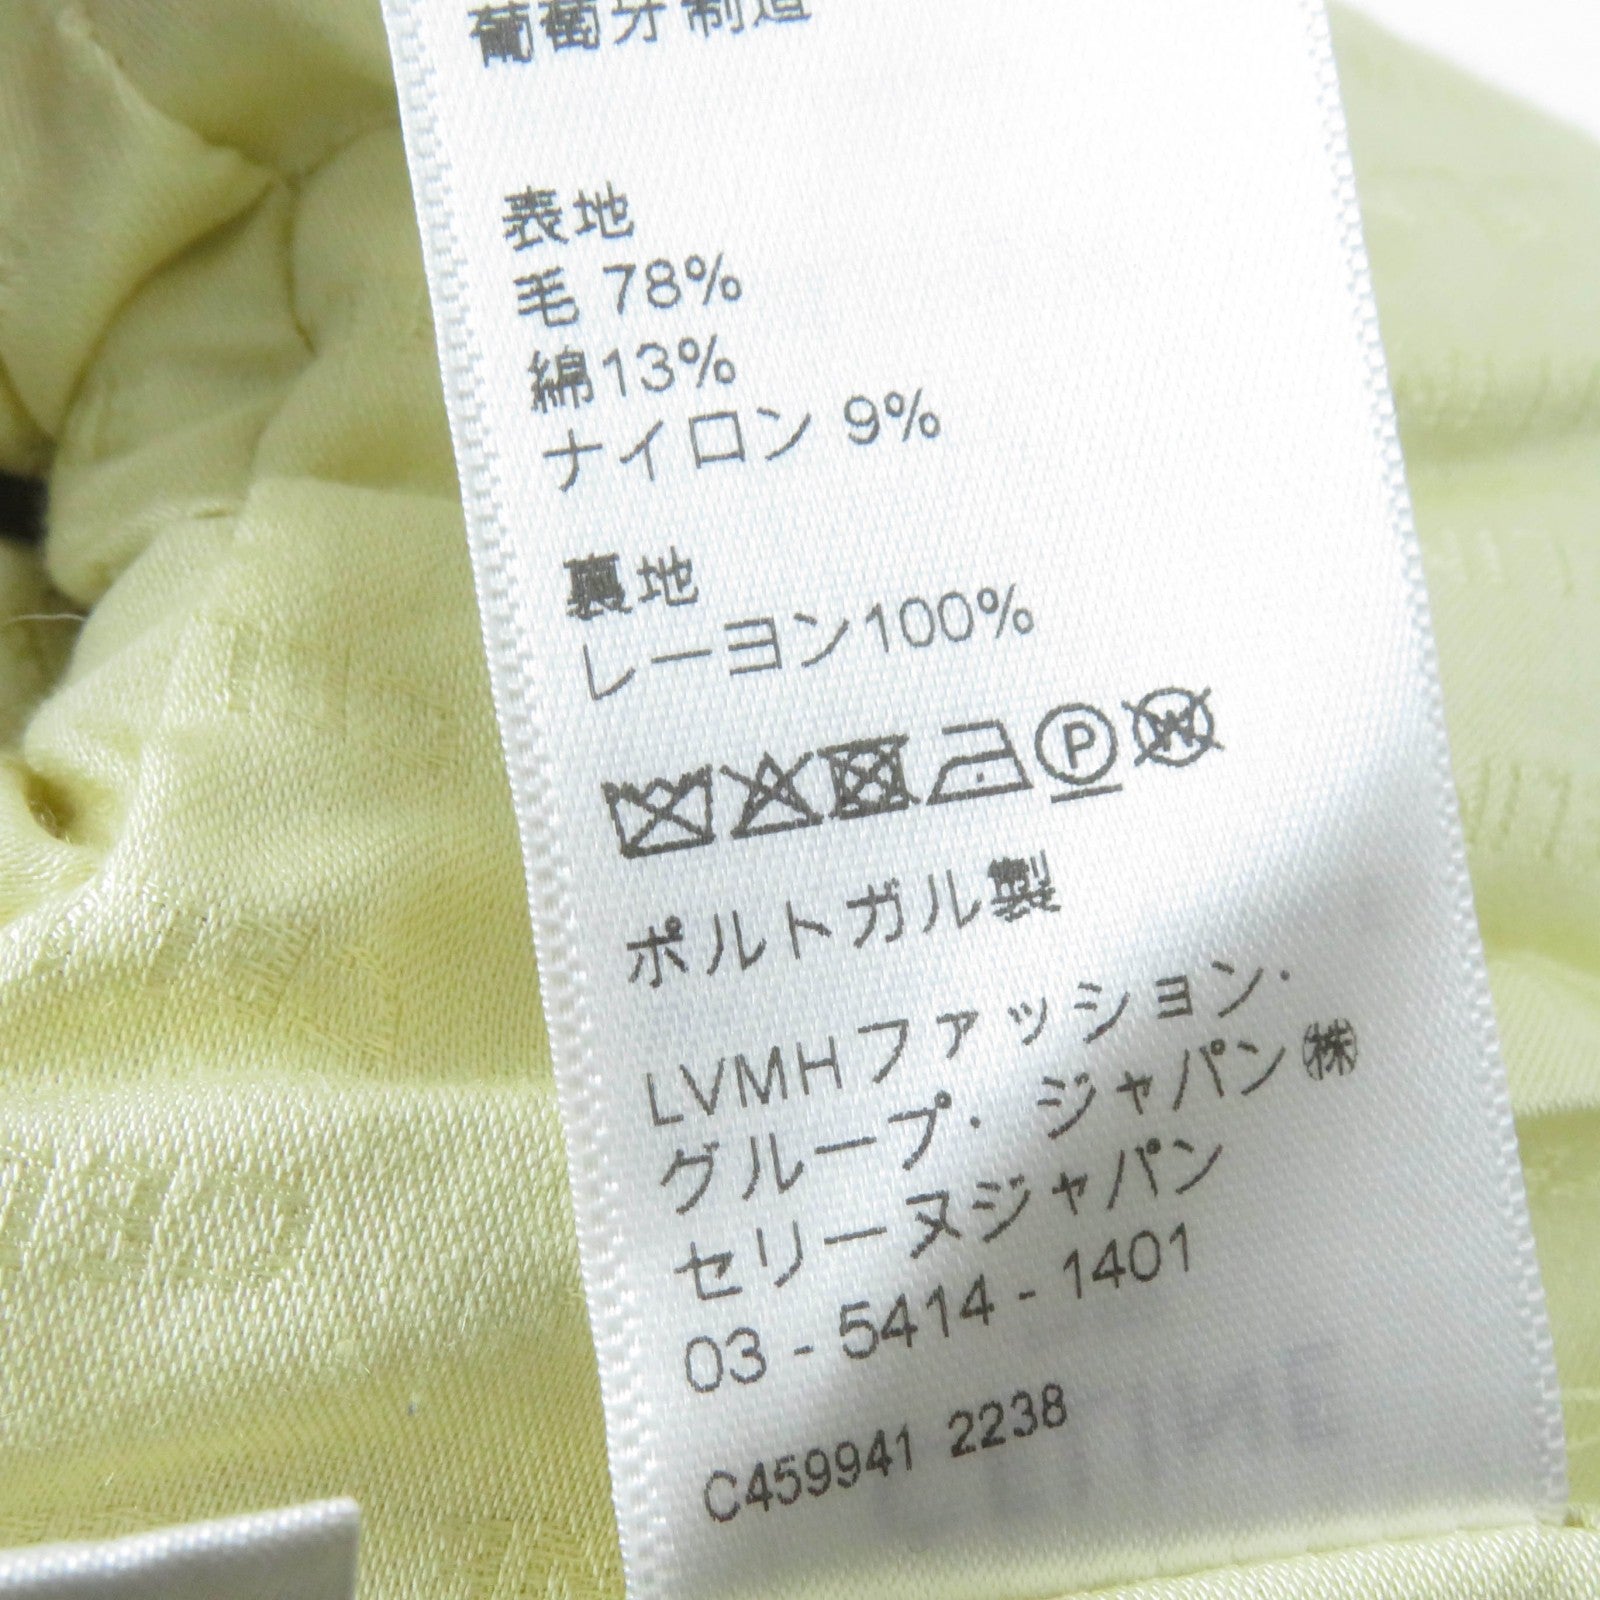 葡萄牙制造
表地
毛 78%
綿13%
ナイロン 9%
裏地
レーヨン100%
P W
ポルトガル製
LVMHファッション・
グループ・ジャパン㈱
セリーヌジャパン
03 - 5414 - 1401
C459941 2238